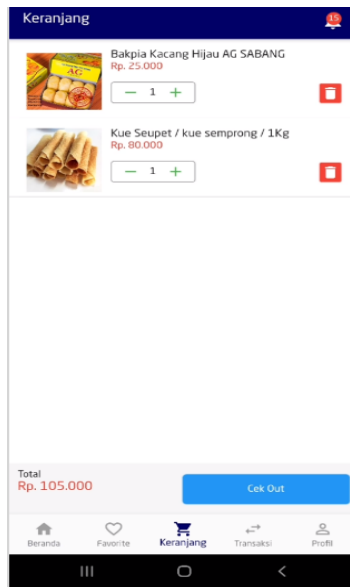 Keranjang
15
Bakpia Kacang Hijau AG SABANG
Rp. 25.000
AG
1
Kue Seupet / kue semprong / 1Kg
Rp. 80.000
1
Total
Rp. 105.000
Cek Out
Beranda
Favorite
Keranjang
Transaksi
Profil